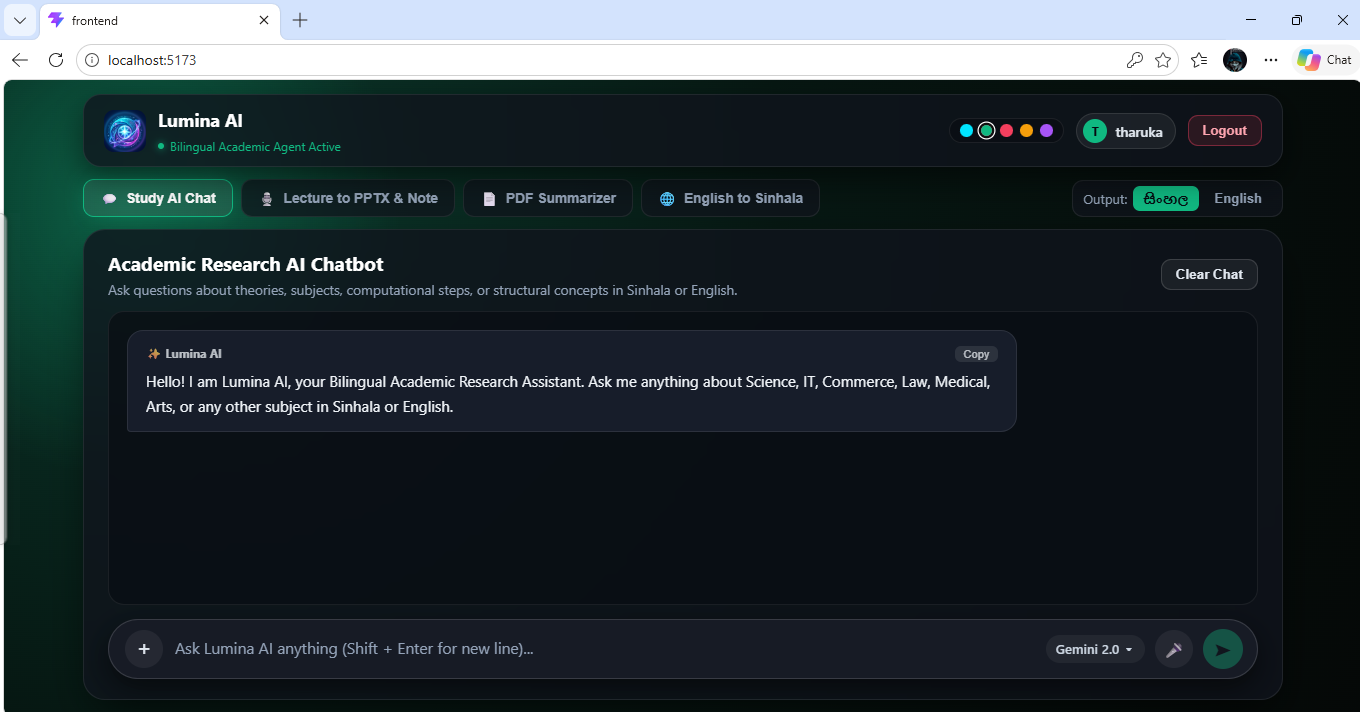 frontend
localhost:5173
Chat
Lumina AI
Bilingual Academic Agent Active
T tharuka
Logout
Study AI Chat
Lecture to PPTX & Note
PDF Summarizer
English to Sinhala
Output: සිංහල English
Academic Research AI Chatbot
Ask questions about theories, subjects, computational steps, or structural concepts in Sinhala or English.
Clear Chat
Lumina AI
Copy
Hello! I am Lumina AI, your Bilingual Academic Research Assistant. Ask me anything about Science, IT, Commerce, Law, Medical,
Arts, or any other subject in Sinhala or English.
Ask Lumina AI anything (Shift + Enter for new line)...
Gemini 2.0